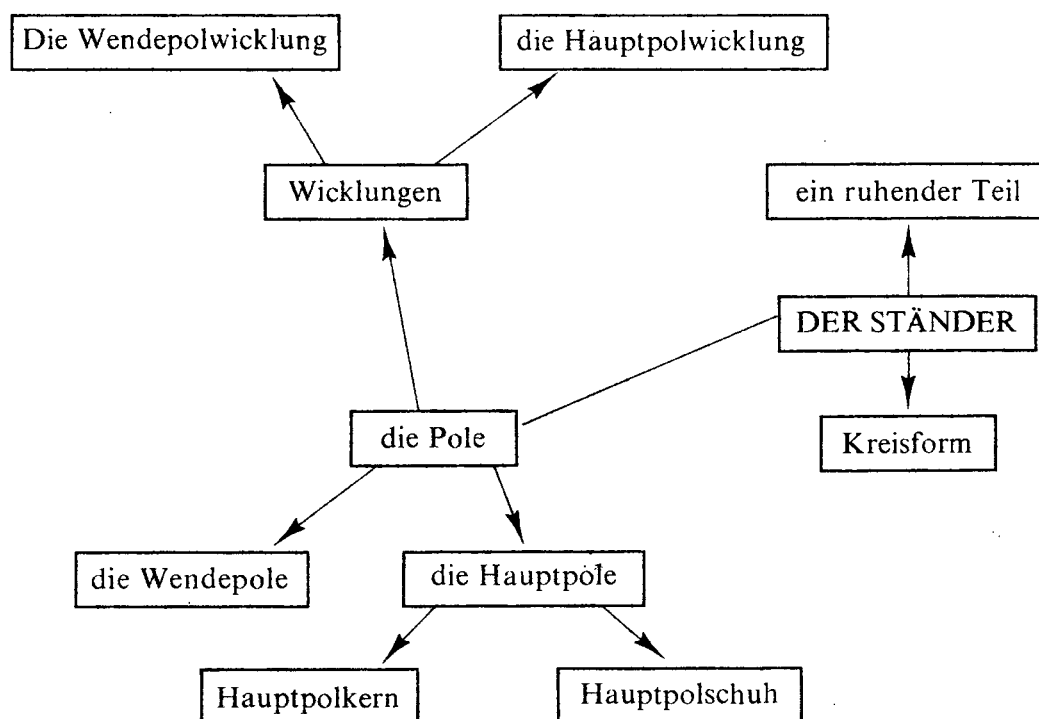 Die Wendepolwicklung
die Hauptpolwicklung
Wicklungen
ein ruhender Teil
DER STÄNDER
die Pole
Kreisform
die Wendepole
die Hauptpole
Hauptpolkern
Hauptpolschuh